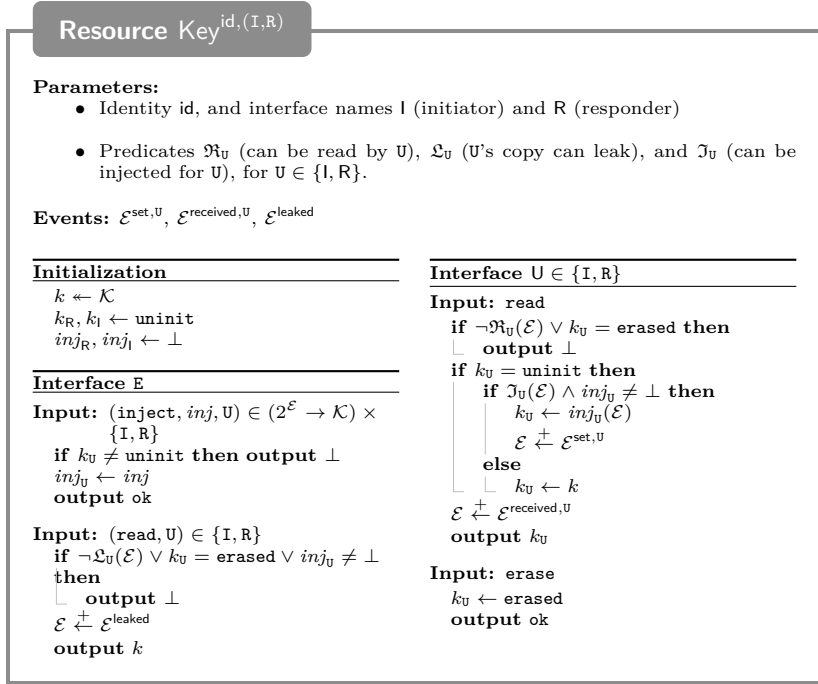 Resource Key^{id,(I,R)}
Parameters:
• Identity id, and interface names I (initiator) and R (responder)
• Predicates ℜ_U (can be read by U), 𝔏_U (U's copy can leak), and ℑ_U (can be
injected for U), for U ∈ {I, R}.
Events: ℰ^{set,U}, ℰ^{received,U}, ℰ^{leaked}
Initialization
k ↞ 𝒦
k_R, k_I ← uninit
inj_R, inj_I ← ⊥
Interface E
Input: (inject, inj, U) ∈ (2^ℰ → 𝒦) ×
{I, R}
if k_U ≠ uninit then output ⊥
inj_U ← inj
output ok
Input: (read, U) ∈ {I, R}
if ¬𝔏_U(ℰ) ∨ k_U = erased ∨ inj_U ≠ ⊥
then
output ⊥
ℰ ←^+ ℰ^{leaked}
output k
Interface U ∈ {I, R}
Input: read
if ¬ℜ_U(ℰ) ∨ k_U = erased then
output ⊥
if k_U = uninit then
if ℑ_U(ℰ) ∧ inj_U ≠ ⊥ then
k_U ← inj_U(ℰ)
ℰ ←^+ ℰ^{set,U}
else
k_U ← k
ℰ ←^+ ℰ^{received,U}
output k_U
Input: erase
k_U ← erased
output ok